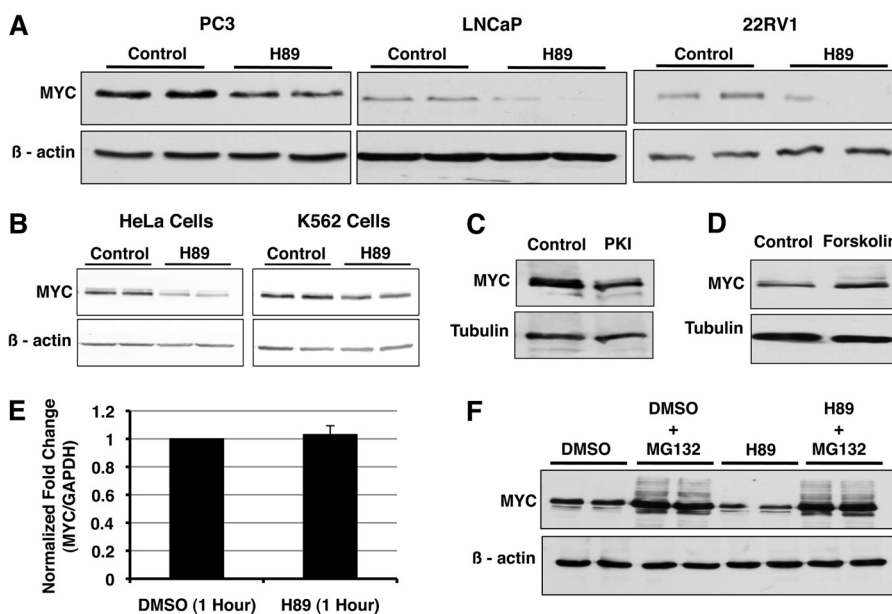 A
PC3
LNCaP
22RV1
Control H89 Control H89 Control H89
MYC
ß - actin
B
HeLa Cells K562 Cells
Control H89 Control H89
MYC
ß - actin
C
Control PKI
MYC
Tubulin
D
Control Forskolin
MYC
Tubulin
E
Normalized Fold Change
(MYC/GAPDH)
1.2
1
0.8
0.6
0.4
0.2
0
DMSO (1 Hour) H89 (1 Hour)
F
DMSO
DMSO
+
MG132
H89
H89
+
MG132
MYC
ß - actin